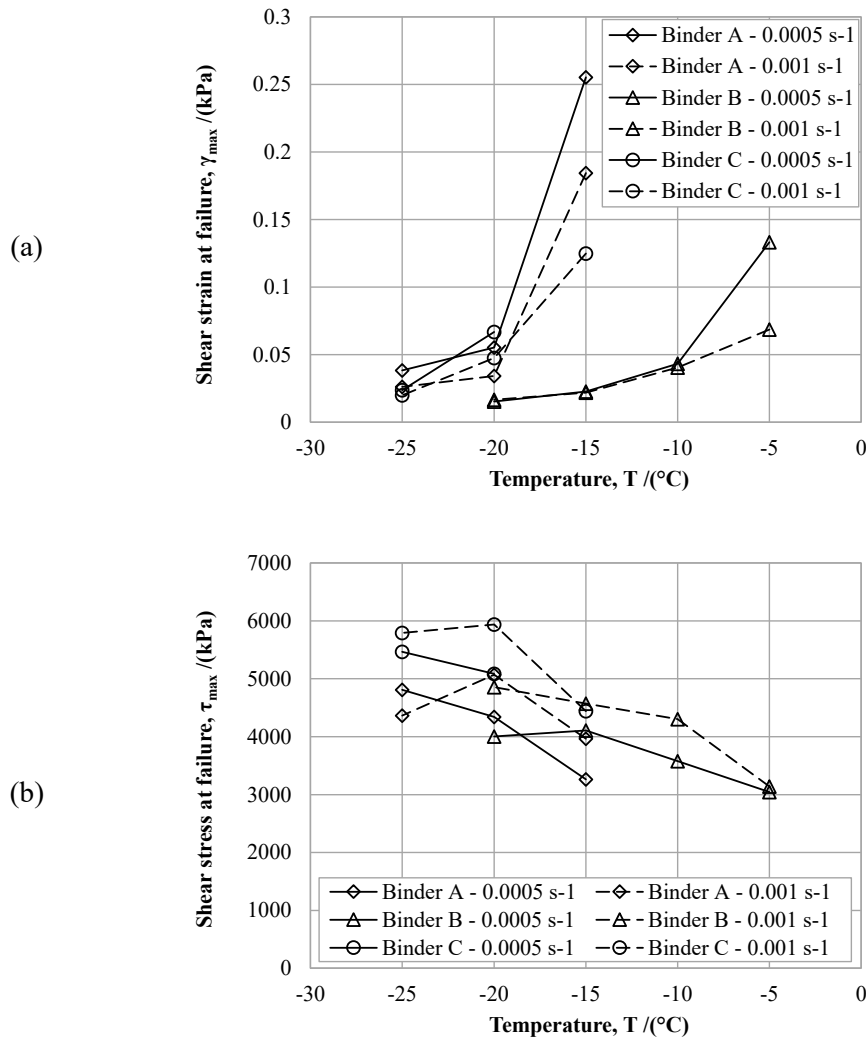 (a)
Shear strain at failure, γmax /(kPa)
0.3
0.25
0.2
0.15
0.1
0.05
0
Binder A - 0.0005 s-1
Binder A - 0.001 s-1
Binder B - 0.0005 s-1
Binder B - 0.001 s-1
Binder C - 0.0005 s-1
Binder C - 0.001 s-1
-30 -25 -20 -15 -10 -5 0
Temperature, T /(°C)
(b)
Shear stress at failure, τmax /(kPa)
7000
6000
5000
4000
3000
2000
1000
0
Binder A - 0.0005 s-1 Binder A - 0.001 s-1
Binder B - 0.0005 s-1 Binder B - 0.001 s-1
Binder C - 0.0005 s-1 Binder C - 0.001 s-1
-30 -25 -20 -15 -10 -5 0
Temperature, T /(°C)